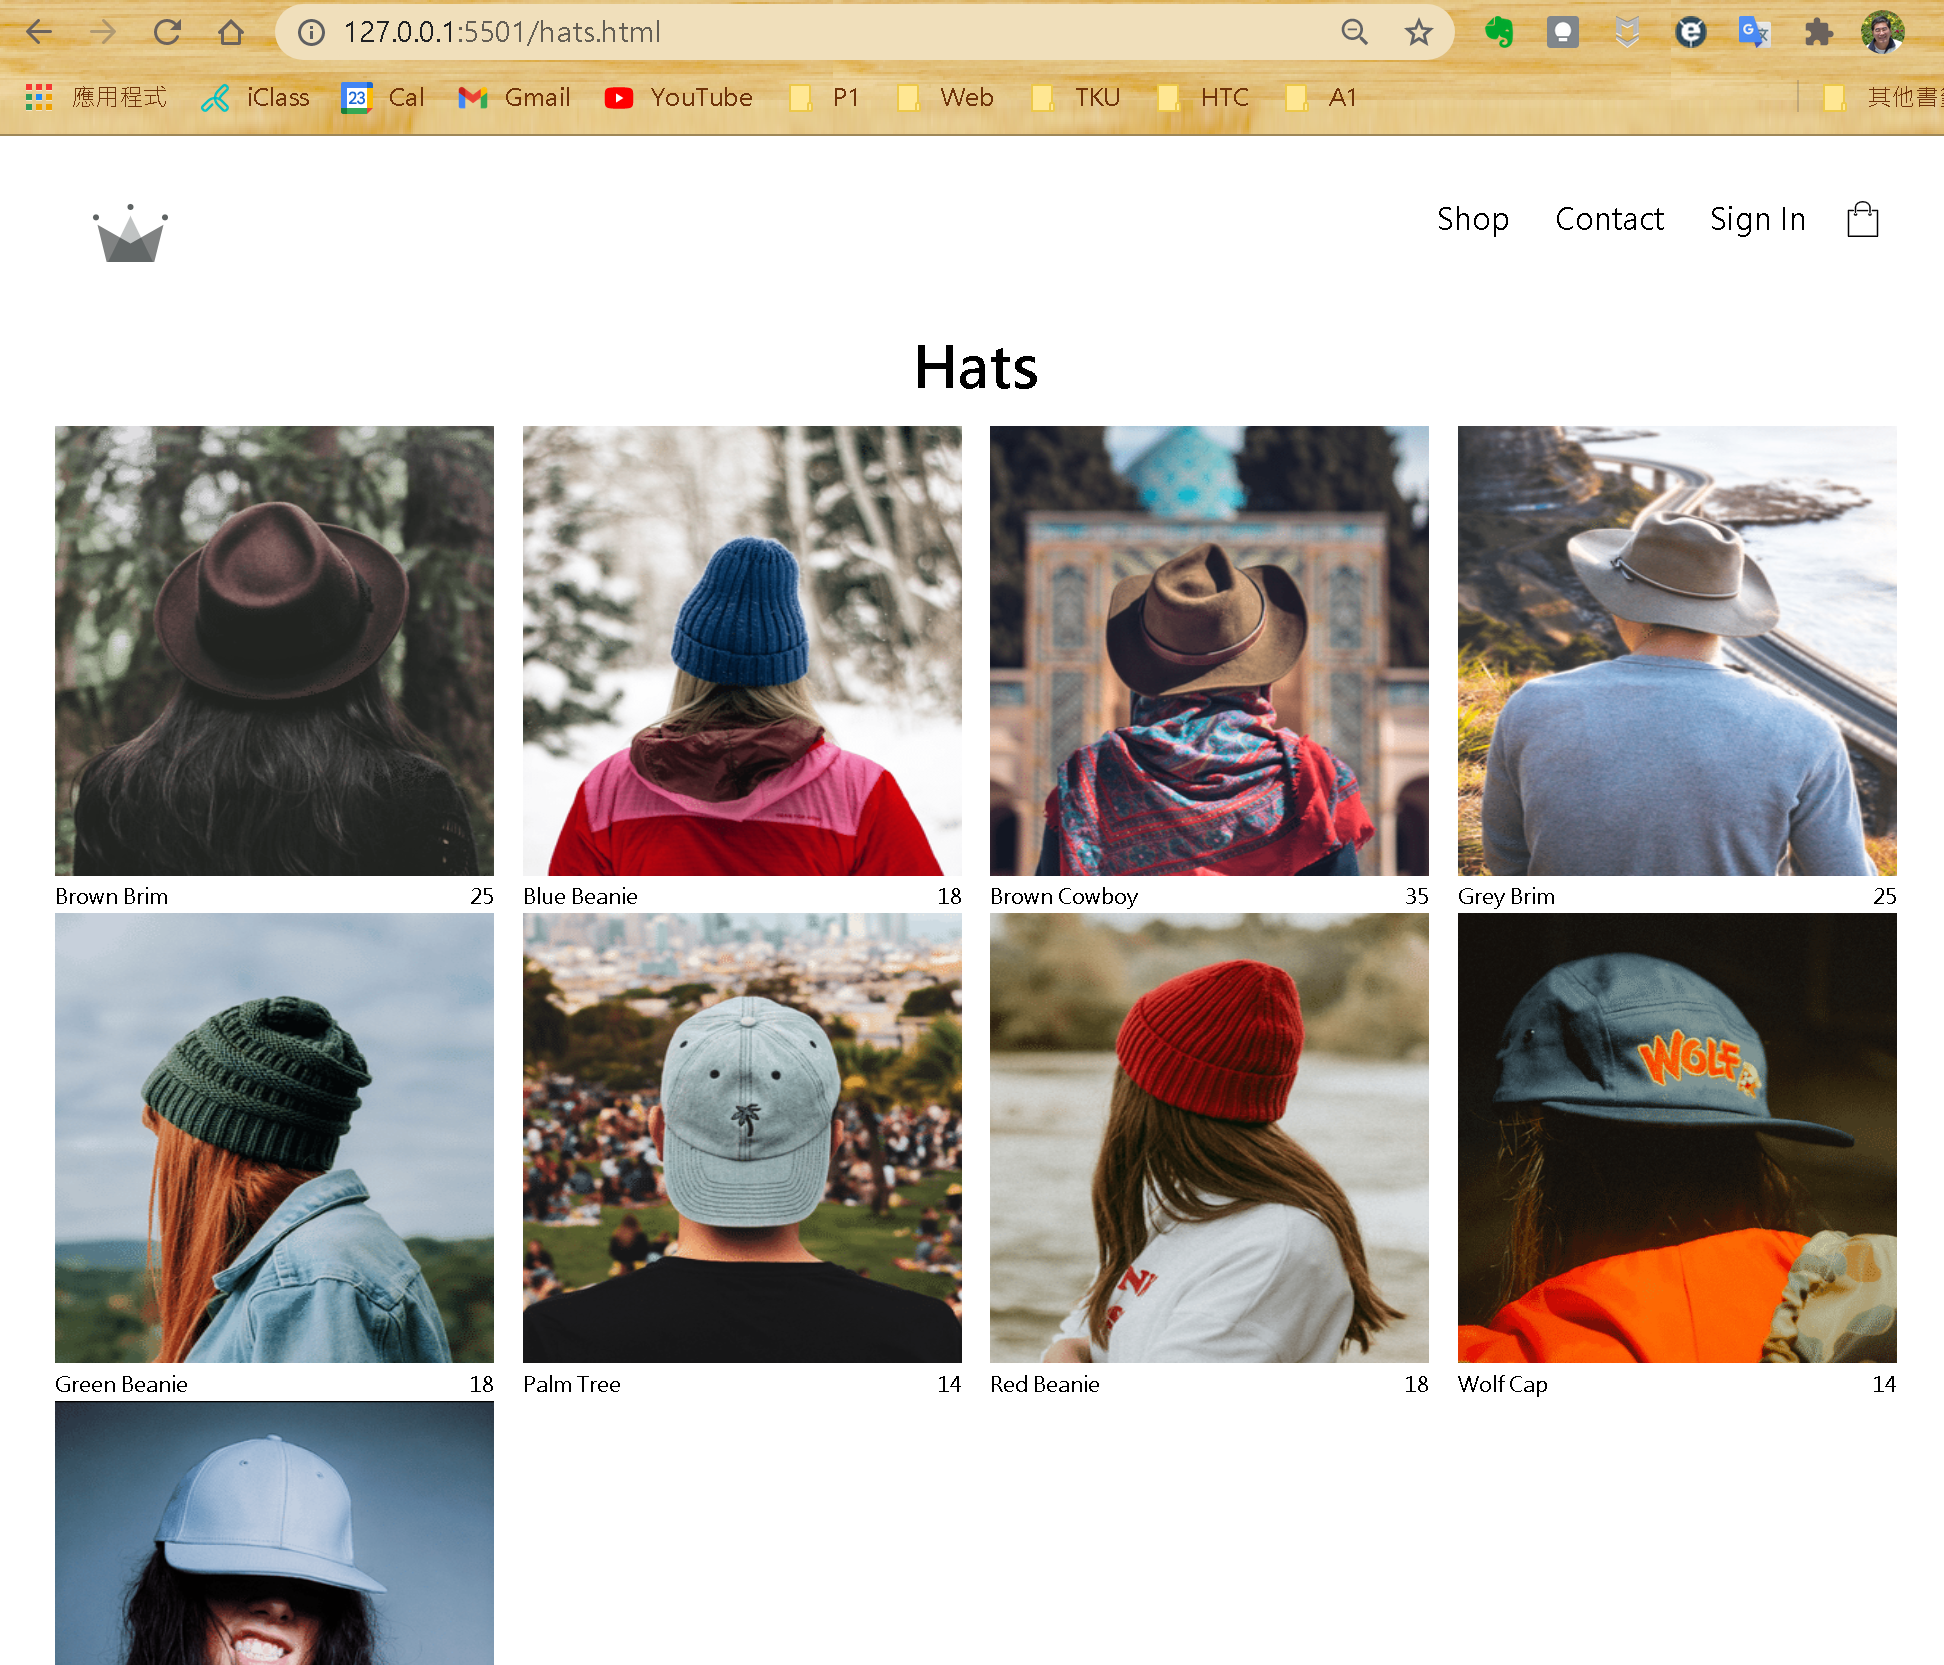 127.0.0.1:5501/hats.html
應用程式 iClass 23 Cal Gmail YouTube P1 Web TKU HTC A1 其他書
Shop Contact Sign In
Hats
Brown Brim 25 Blue Beanie 18 Brown Cowboy 35 Grey Brim 25
WOLF
Green Beanie 18 Palm Tree 14 Red Beanie 18 Wolf Cap 14